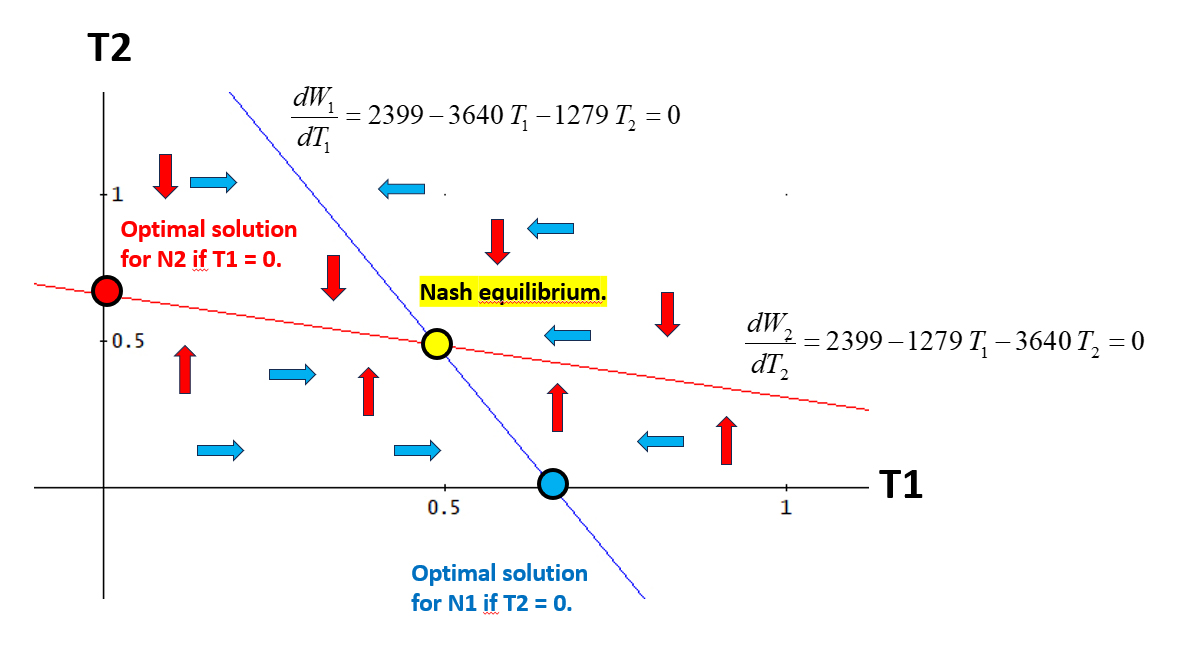 T2
dW₁/dT₁ = 2399 − 3640 T₁ − 1279 T₂ = 0
1
Optimal solution
for N2 if T1 = 0.
Nash equilibrium.
0.5
dW₂/dT₂ = 2399 − 1279 T₁ − 3640 T₂ = 0
T1
0.5
1
Optimal solution
for N1 if T2 = 0.